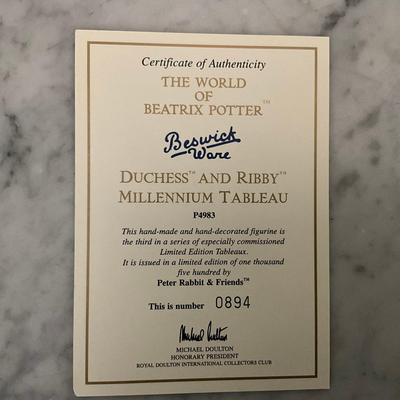 Certificate of Authenticity
THE WORLD
OF
BEATRIX POTTER™
Beswick
Ware
DUCHESS™ AND RIBBY™
MILLENNIUM TABLEAU
P4983
This hand-made and hand-decorated figurine is
the third in a series of especially commissioned
Limited Edition Tableaux.
It is issued in a limited edition of one thousand
five hundred by
Peter Rabbit & Friends™
This is number 0894
Michael Doulton
MICHAEL DOULTON
HONORARY PRESIDENT
ROYAL DOULTON INTERNATIONAL COLLECTORS CLUB